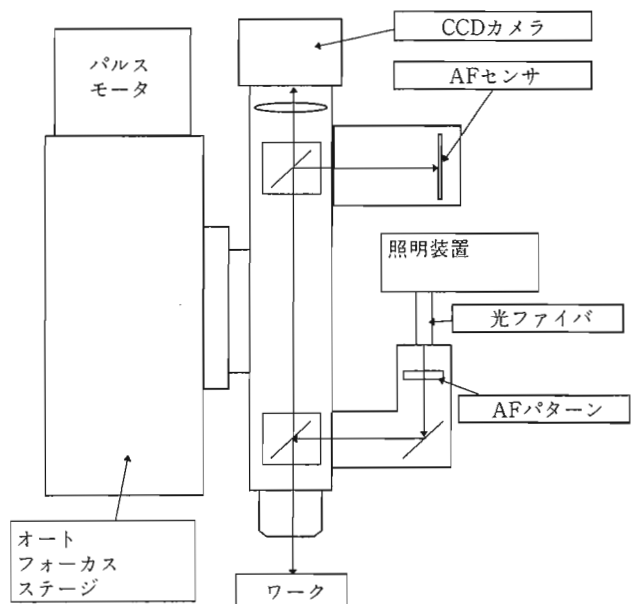 CCDカメラ
パルス
モータ
AFセンサ
照明装置
光ファイバ
AFパターン
オート
フォーカス
ステージ
ワーク